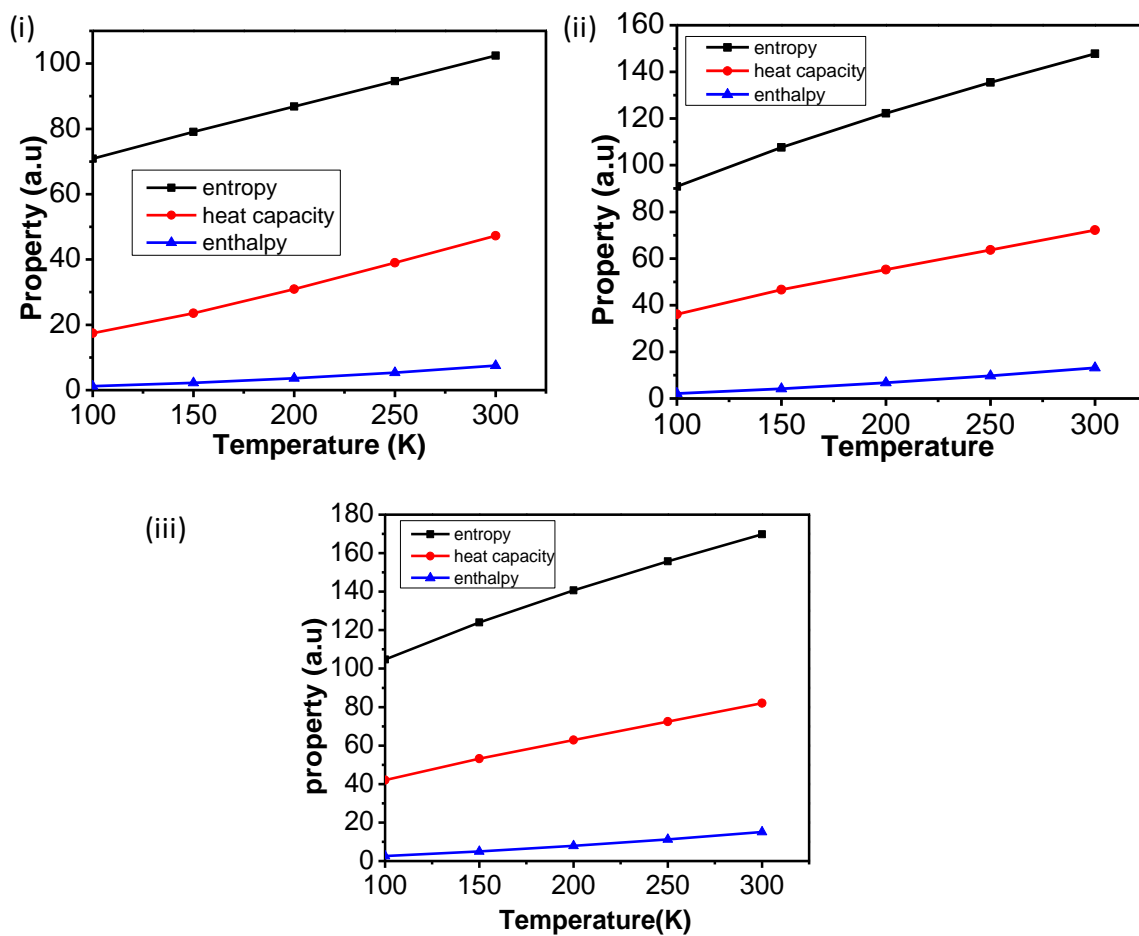 (i)
100
80
60
40
20
0
Property (a.u)
entropy
heat capacity
enthalpy
100 150 200 250 300
Temperature (K)
(ii)
160
140
120
100
80
60
40
20
0
Property (a.u)
entropy
heat capacity
enthalpy
100 150 200 250 300
Temperature
(iii)
180
160
140
120
100
80
60
40
20
0
property (a.u)
entropy
heat capacity
enthalpy
100 150 200 250 300
Temperature(K)